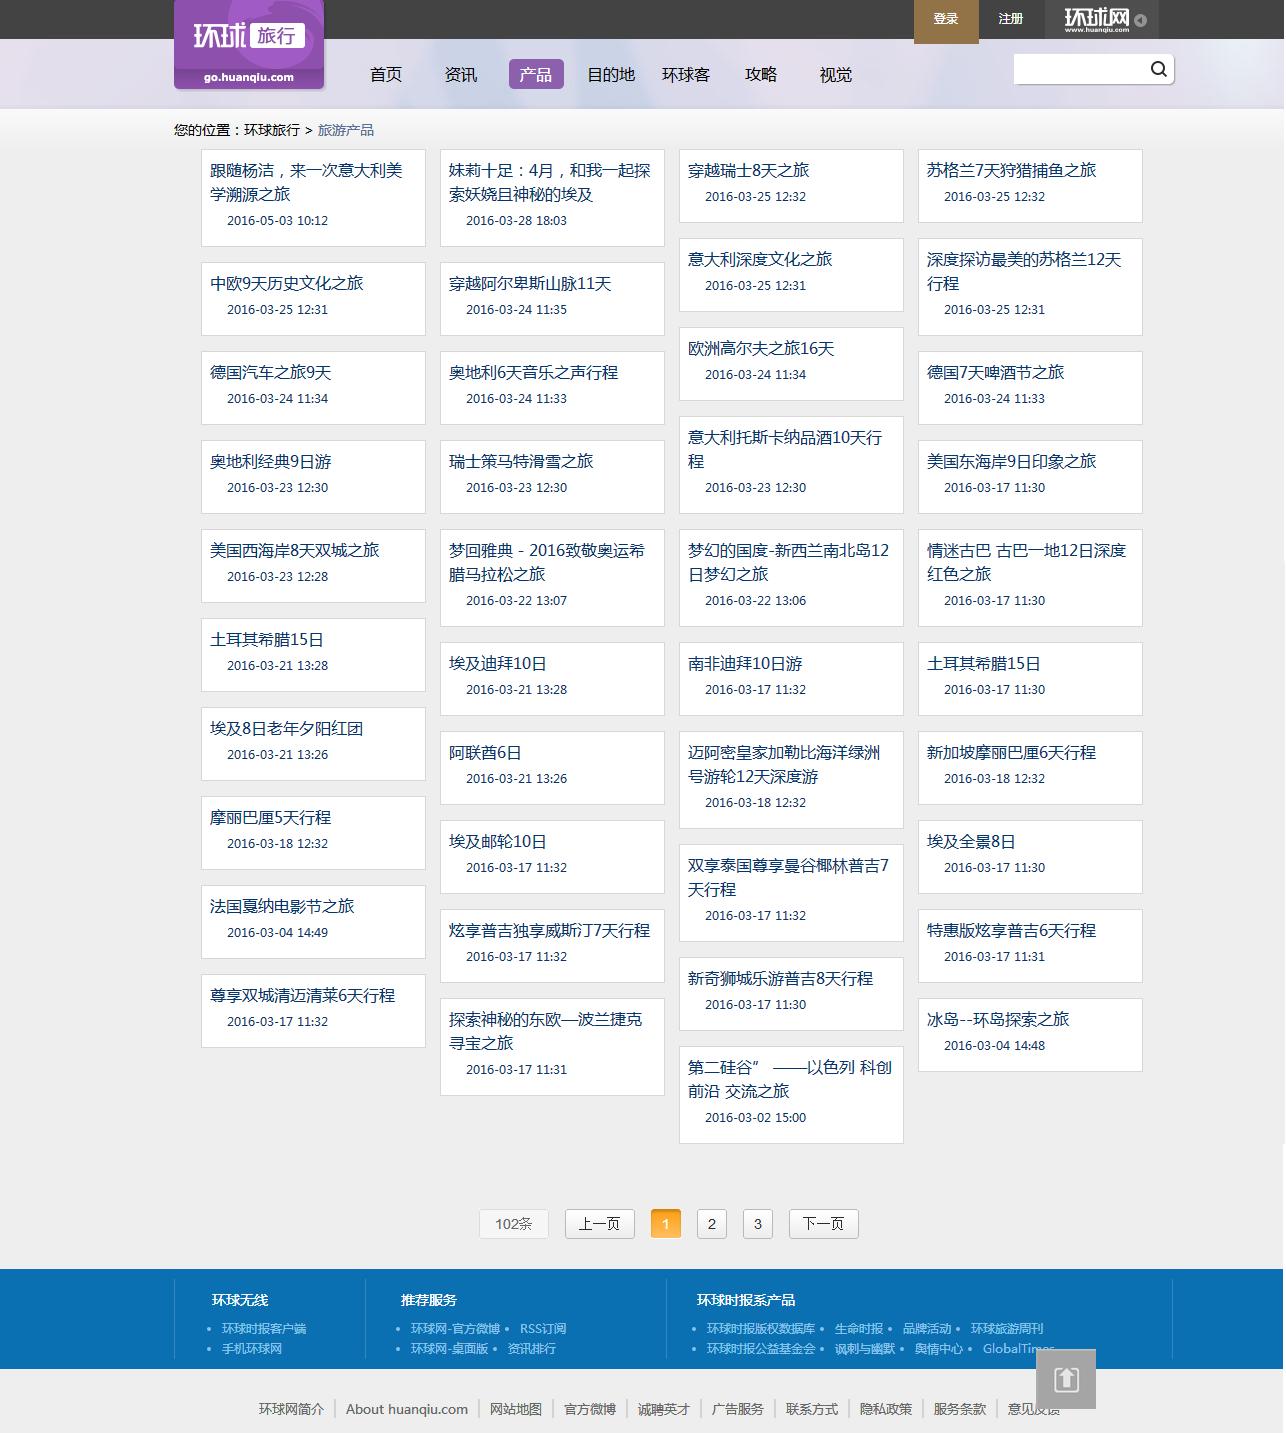 环球旅行
go.huanqiu.com
登录
注册
环球网
www.huanqiu.com
首页
资讯
产品
目的地
环球客
攻略
视觉
您的位置：环球旅行 > 旅游产品
跟随杨洁，来一次意大利美
学溯源之旅
2016-05-03 10:12
妹莉十足：4月，和我一起探
索妖娆且神秘的埃及
2016-03-28 18:03
穿越瑞士8天之旅
2016-03-25 12:32
苏格兰7天狩猎捕鱼之旅
2016-03-25 12:32
意大利深度文化之旅
2016-03-25 12:31
深度探访最美的苏格兰12天
行程
2016-03-25 12:31
中欧9天历史文化之旅
2016-03-25 12:31
穿越阿尔卑斯山脉11天
2016-03-24 11:35
欧洲高尔夫之旅16天
2016-03-24 11:34
德国汽车之旅9天
2016-03-24 11:34
奥地利6天音乐之声行程
2016-03-24 11:33
德国7天啤酒节之旅
2016-03-24 11:33
意大利托斯卡纳品酒10天行
程
2016-03-23 12:30
奥地利经典9日游
2016-03-23 12:30
瑞士策马特滑雪之旅
2016-03-23 12:30
美国东海岸9日印象之旅
2016-03-17 11:30
美国西海岸8天双城之旅
2016-03-23 12:28
梦回雅典 - 2016致敬奥运希
腊马拉松之旅
2016-03-22 13:07
梦幻的国度-新西兰南北岛12
日梦幻之旅
2016-03-22 13:06
情迷古巴 古巴一地12日深度
红色之旅
2016-03-17 11:30
土耳其希腊15日
2016-03-21 13:28
埃及迪拜10日
2016-03-21 13:28
南非迪拜10日游
2016-03-17 11:32
土耳其希腊15日
2016-03-17 11:30
埃及8日老年夕阳红团
2016-03-21 13:26
阿联酋6日
2016-03-21 13:26
迈阿密皇家加勒比海洋绿洲
号游轮12天深度游
2016-03-18 12:32
新加坡摩丽巴厘6天行程
2016-03-18 12:32
摩丽巴厘5天行程
2016-03-18 12:32
埃及邮轮10日
2016-03-17 11:32
双享泰国尊享曼谷椰林普吉7
天行程
2016-03-17 11:32
埃及全景8日
2016-03-17 11:30
法国戛纳电影节之旅
2016-03-04 14:49
炫享普吉独享威斯汀7天行程
2016-03-17 11:32
新奇狮城乐游普吉8天行程
2016-03-17 11:30
特惠版炫享普吉6天行程
2016-03-17 11:31
尊享双城清迈清莱6天行程
2016-03-17 11:32
探索神秘的东欧—波兰捷克
寻宝之旅
2016-03-17 11:31
第二硅谷” ——以色列 科创
前沿 交流之旅
2016-03-02 15:00
冰岛--环岛探索之旅
2016-03-04 14:48
102条
上一页
1
2
3
下一页
环球无线
环球时报客户端
手机环球网
推荐服务
环球网-官方微博
RSS订阅
环球网-桌面版
资讯排行
环球时报系产品
环球时报版权数据库
生命时报
品牌活动
环球旅游周刊
环球时报公益基金会
讽刺与幽默
舆情中心
GlobalTimes
环球网简介
About huanqiu.com
网站地图
官方微博
诚聘英才
广告服务
联系方式
隐私政策
服务条款
意见反馈